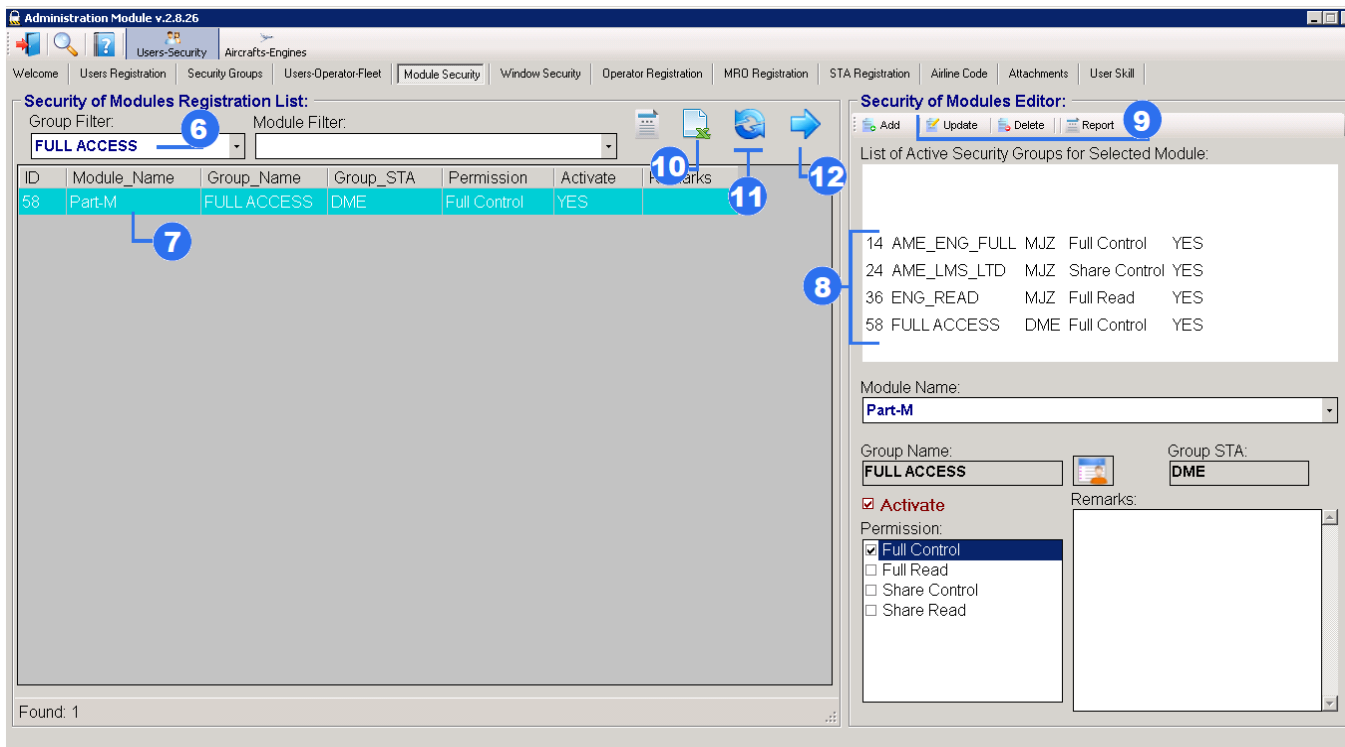 Administration Module v.2.8.26
Users-Security Aircrafts-Engines
Welcome Users Registration Security Groups Users-Operator-Fleet Module Security Window Security Operator Registration MRO Registration STA Registration Airline Code Attachments User Skill
Security of Modules Registration List:
Group Filter: Module Filter:
FULL ACCESS
6
10
11
12
ID Module_Name Group_Name Group_STA Permission Activate
58 Part-M FULL ACCESS DME Full Control YES
7
Found: 1
Security of Modules Editor:
Add Update Delete Report
9
List of Active Security Groups for Selected Module:
14 AME_ENG_FULL MJZ Full Control YES
24 AME_LMS_LTD MJZ Share Control YES
36 ENG_READ MJZ Full Read YES
58 FULL ACCESS DME Full Control YES
8
Module Name:
Part-M
Group Name: Group STA:
FULL ACCESS DME
Activate Remarks:
Permission:
Full Control
Full Read
Share Control
Share Read